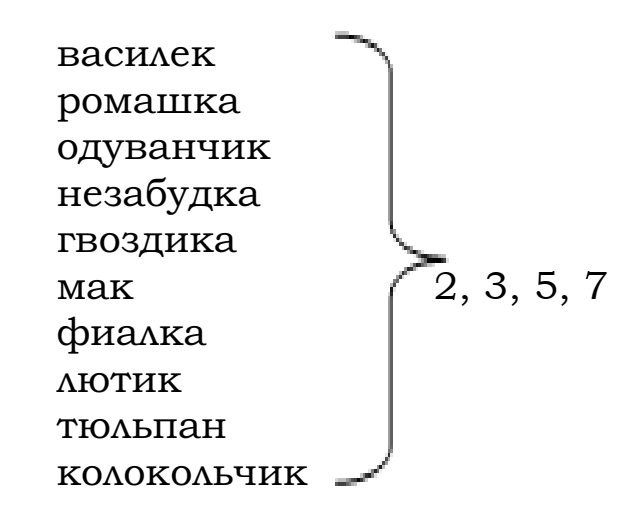 василек
ромашка
одуванчик
незабудка
гвоздика
мак
2, 3, 5, 7
фиалка
лютик
тюльпан
колокольчик